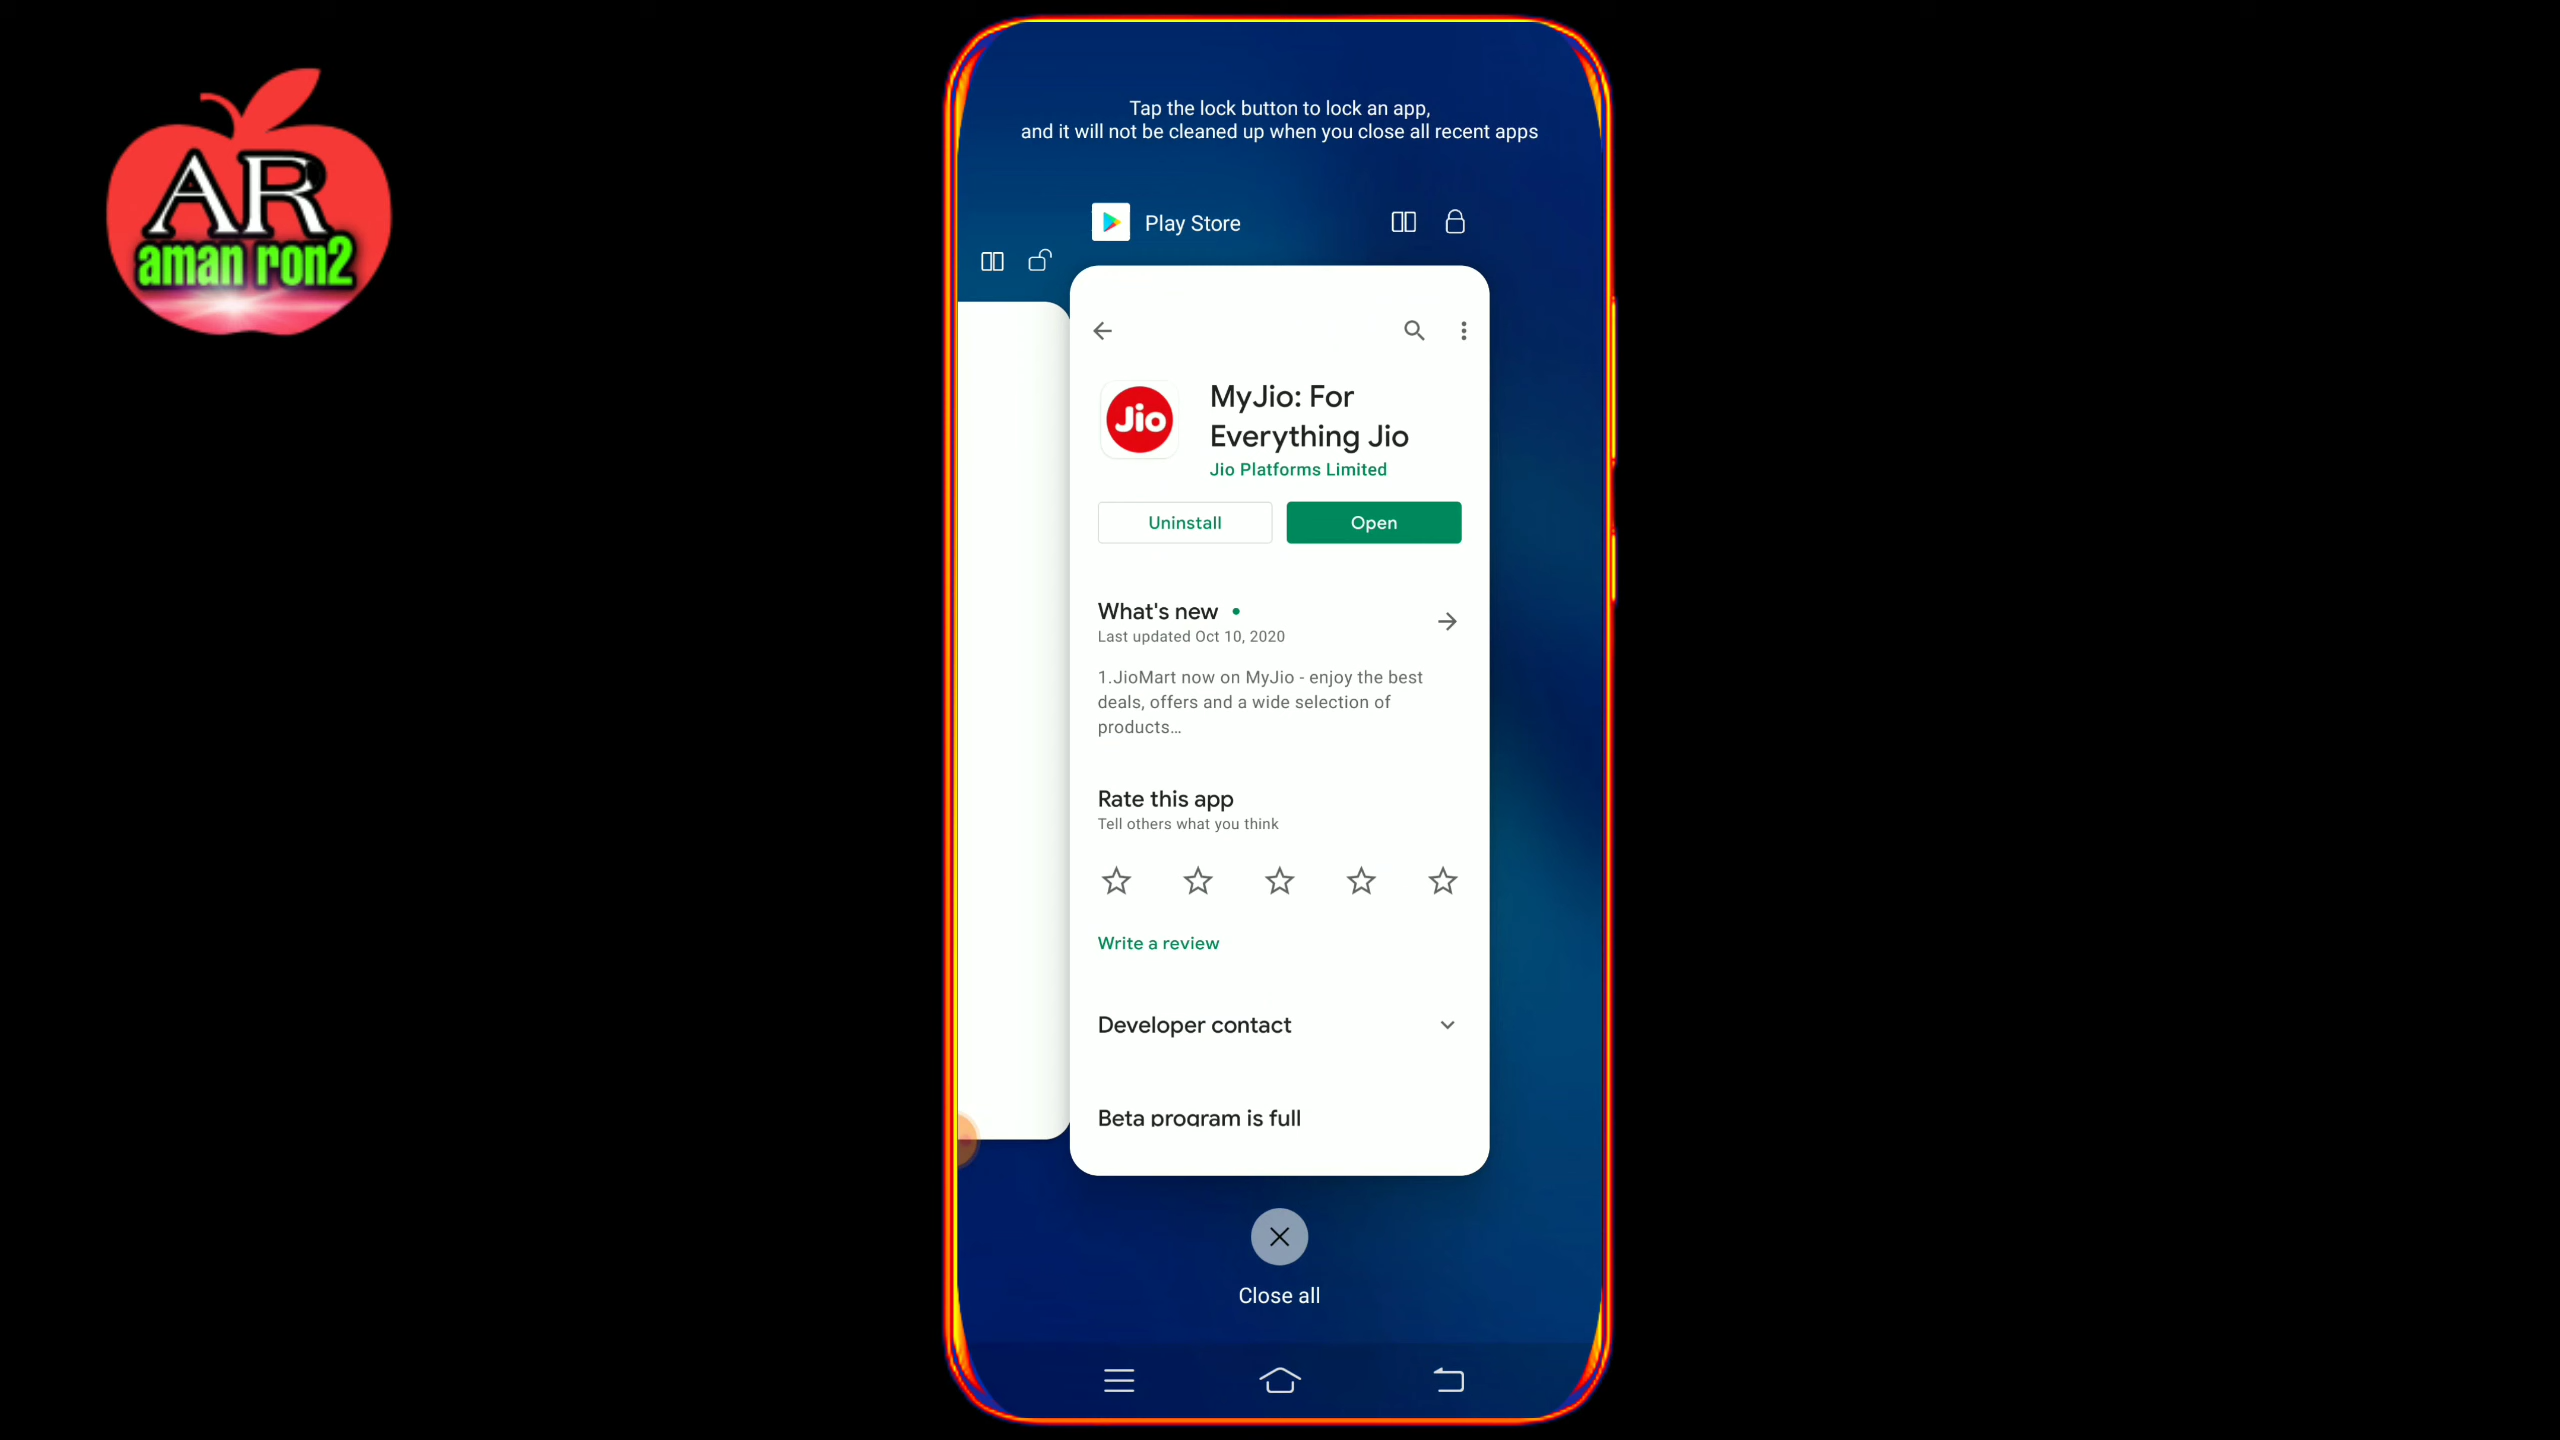 AR
aman ron2
Tap the lock button to lock an app,
and it will not be cleaned up when you close all recent apps
Play Store
Jio
MyJio: For
Everything Jio
Jio Platforms Limited
Uninstall
Open
What's new
Last updated Oct 10, 2020
1.JioMart now on MyJio - enjoy the best
deals, offers and a wide selection of
products...
Rate this app
Tell others what you think
Write a review
Developer contact
Beta program is full
Close all